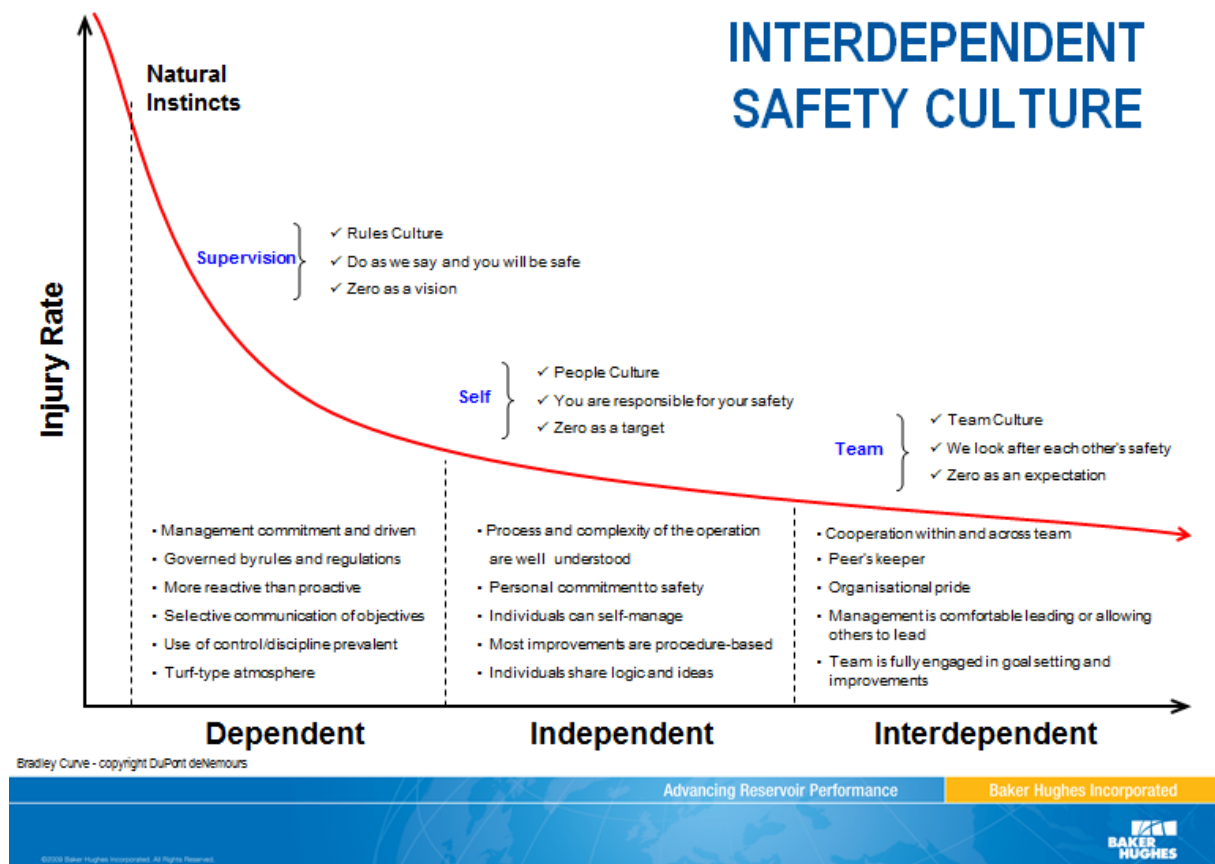 INTERDEPENDENT
SAFETY CULTURE
Natural
Instincts
Injury Rate
Supervision
✓ Rules Culture
✓ Do as we say and you will be safe
✓ Zero as a vision
Self
✓ People Culture
✓ You are responsible for your safety
✓ Zero as a target
Team
✓ Team Culture
✓ We look after each other's safety
✓ Zero as an expectation
• Management commitment and driven
• Governed by rules and regulations
• More reactive than proactive
• Selective communication of objectives
• Use of control/discipline prevalent
• Turf-type atmosphere
• Process and complexity of the operation
are well understood
• Personal commitment to safety
• Individuals can self-manage
• Most improvements are procedure-based
• Individuals share logic and ideas
• Cooperation within and across team
• Peer's keeper
• Organisational pride
• Management is comfortable leading or allowing
others to lead
• Team is fully engaged in goal setting and
improvements
Dependent
Independent
Interdependent
Bradley Curve - copyright DuPont deNemours
Advancing Reservoir Performance
Baker Hughes Incorporated
©2009 Baker Hughes Incorporated. All Rights Reserved.
BAKER
HUGHES